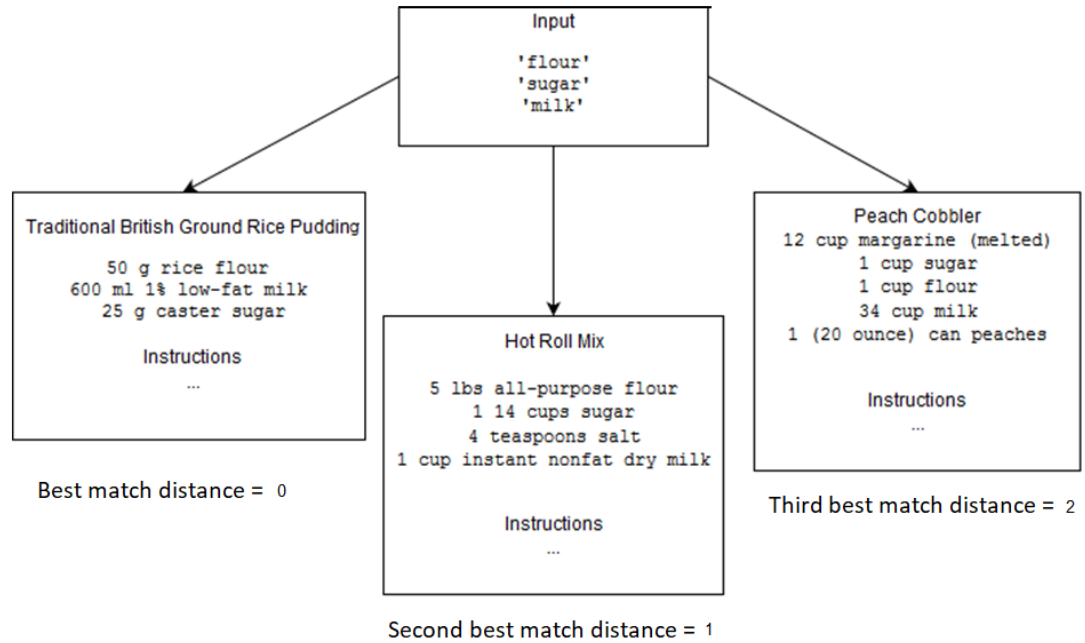 Input
'flour'
'sugar'
'milk'
Traditional British Ground Rice Pudding
50 g rice flour
600 ml 1% low-fat milk
25 g caster sugar
Instructions
...
Best match distance = 0
Hot Roll Mix
5 lbs all-purpose flour
1 14 cups sugar
4 teaspoons salt
1 cup instant nonfat dry milk
Instructions
...
Second best match distance = 1
Peach Cobbler
12 cup margarine (melted)
1 cup sugar
1 cup flour
34 cup milk
1 (20 ounce) can peaches
Instructions
...
Third best match distance = 2